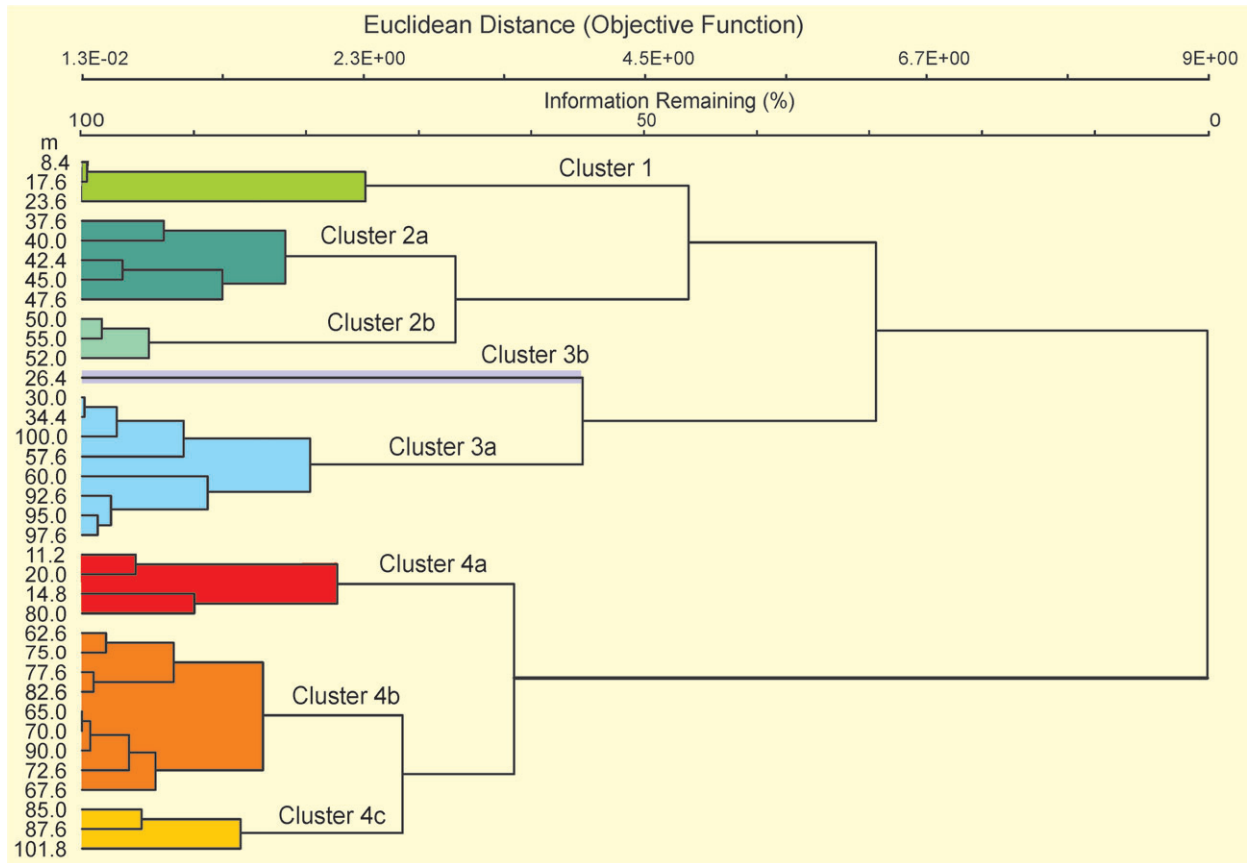 Euclidean Distance (Objective Function)
1.3E-02 2.3E+00 4.5E+00 6.7E+00 9E+00
Information Remaining (%)
100 50 0
m
8.4
Cluster 1
17.6
23.6
37.6
Cluster 2a
40.0
42.4
45.0
47.6
50.0
Cluster 2b
55.0
52.0
Cluster 3b
26.4
30.0
34.4
100.0
Cluster 3a
57.6
60.0
92.6
95.0
97.6
11.2
Cluster 4a
20.0
14.8
80.0
62.6
75.0
77.6
82.6
Cluster 4b
65.0
70.0
90.0
72.6
67.6
85.0
Cluster 4c
87.6
101.8